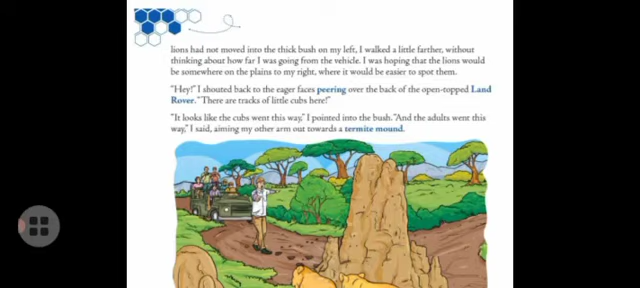 lions had not moved into the thick bush on my left, I walked a little farther, without
thinking about how far I was going from the vehicle. I was hoping that the lions would
be somewhere on the plains to my right, where it would be easier to spot them.
"Hey!" I shouted back to the eager faces peering over the back of the open-topped Land
Rover. "There are tracks of little cubs here!"
"It looks like the cubs went this way," I pointed into the bush. "And the adults went this
way," I said, aiming my other arm out towards a termite mound.